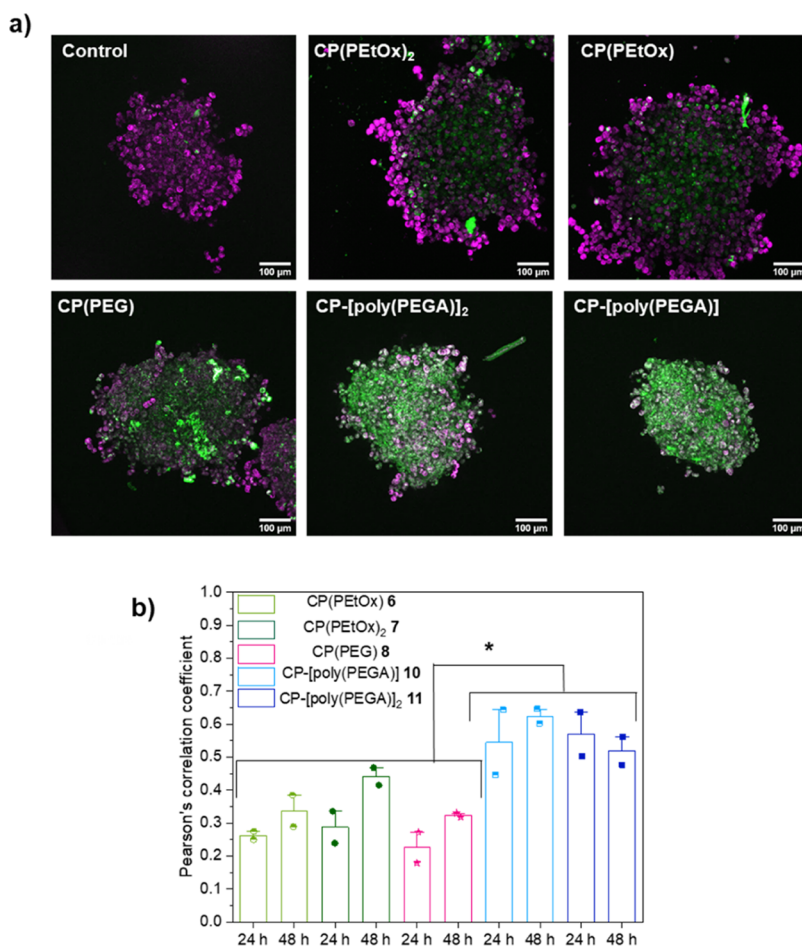 a)
Control
CP(PEtOx)₂
CP(PEtOx)
100 µm
100 µm
100 µm
CP(PEG)
CP-[poly(PEGA)]₂
CP-[poly(PEGA)]
100 µm
100 µm
100 µm
b)
Pearson's correlation coefficient
1.0
0.9
0.8
0.7
0.6
0.5
0.4
0.3
0.2
0.1
0.0
CP(PEtOx) 6
CP(PEtOx)₂ 7
CP(PEG) 8
CP-[poly(PEGA)] 10
CP-[poly(PEGA)]₂ 11
*
24 h 48 h 24 h 48 h 24 h 48 h 24 h 48 h 24 h 48 h